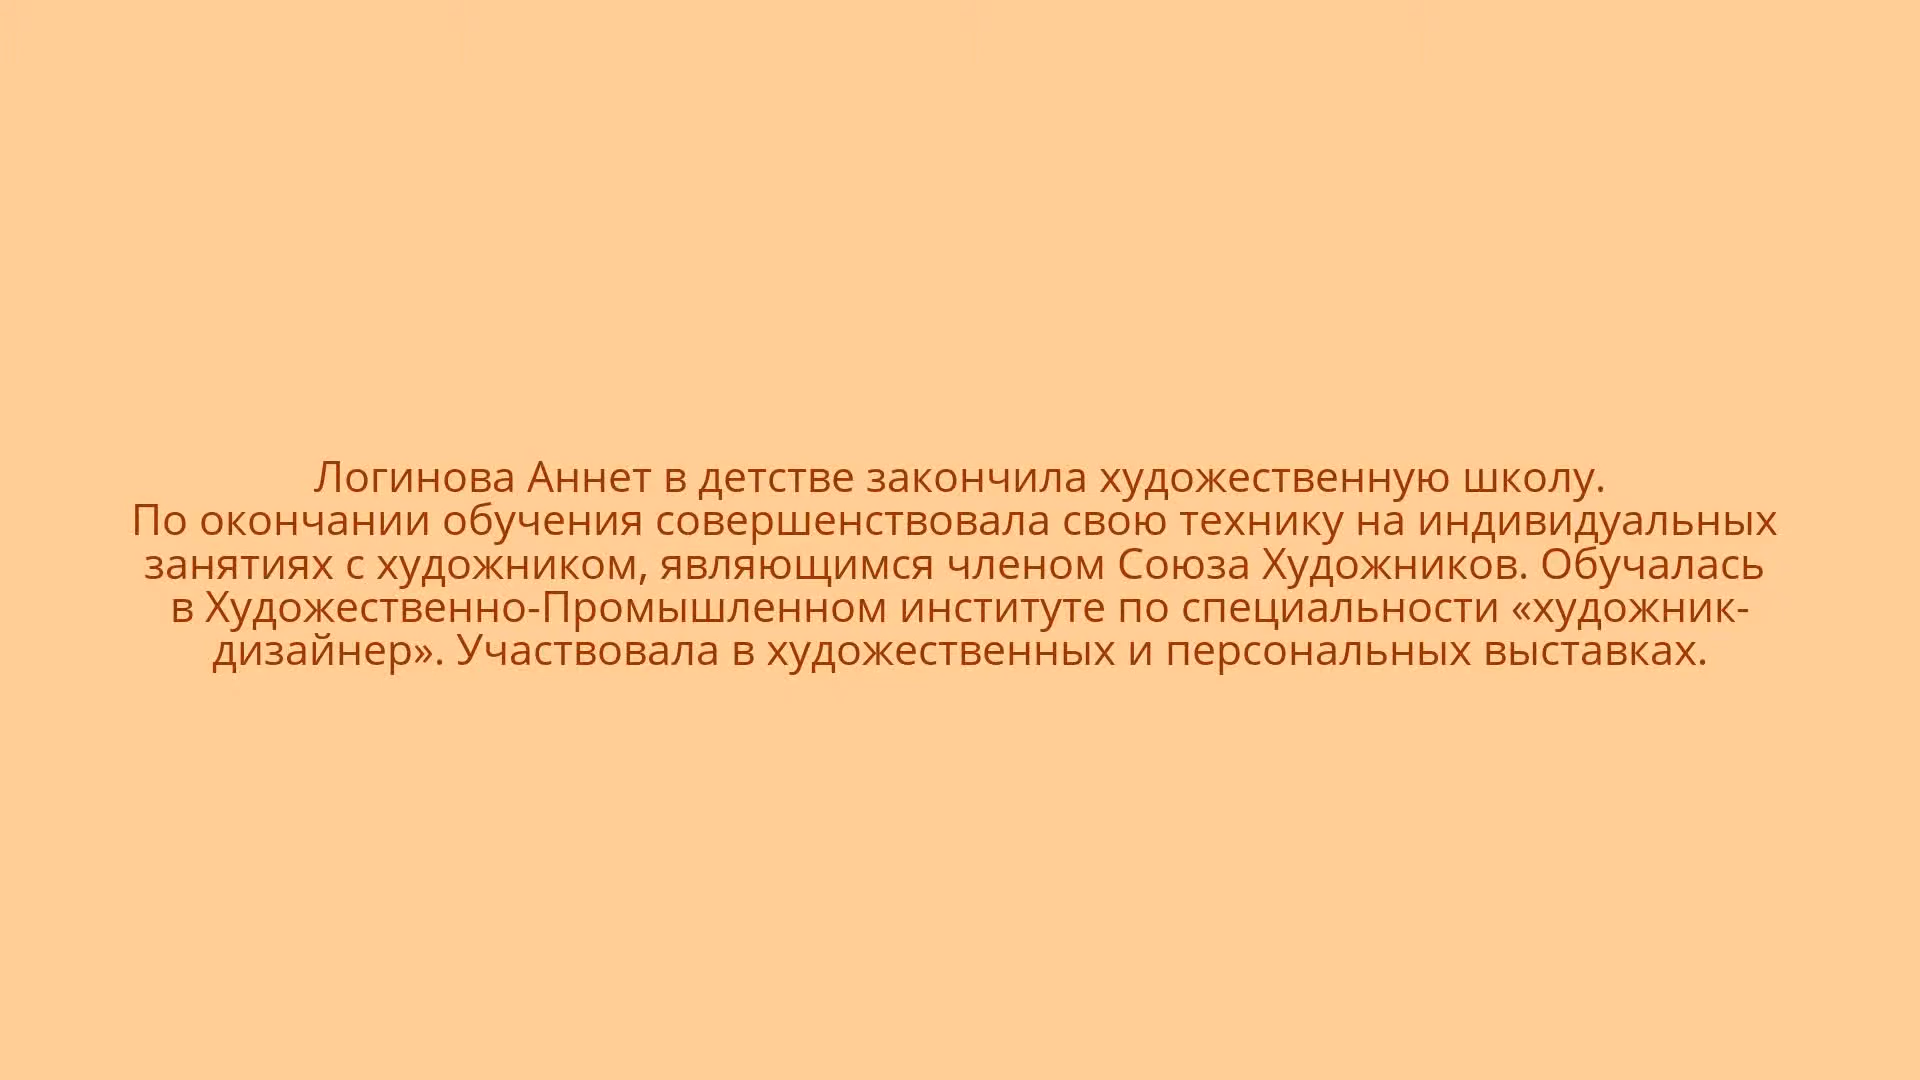 Логинова Аннет в детстве закончила художественную школу.
По окончании обучения совершенствовала свою технику на индивидуальных
занятиях с художником, являющимся членом Союза Художников. Обучалась
в Художественно-Промышленном институте по специальности «художник-
дизайнер». Участвовала в художественных и персональных выставках.